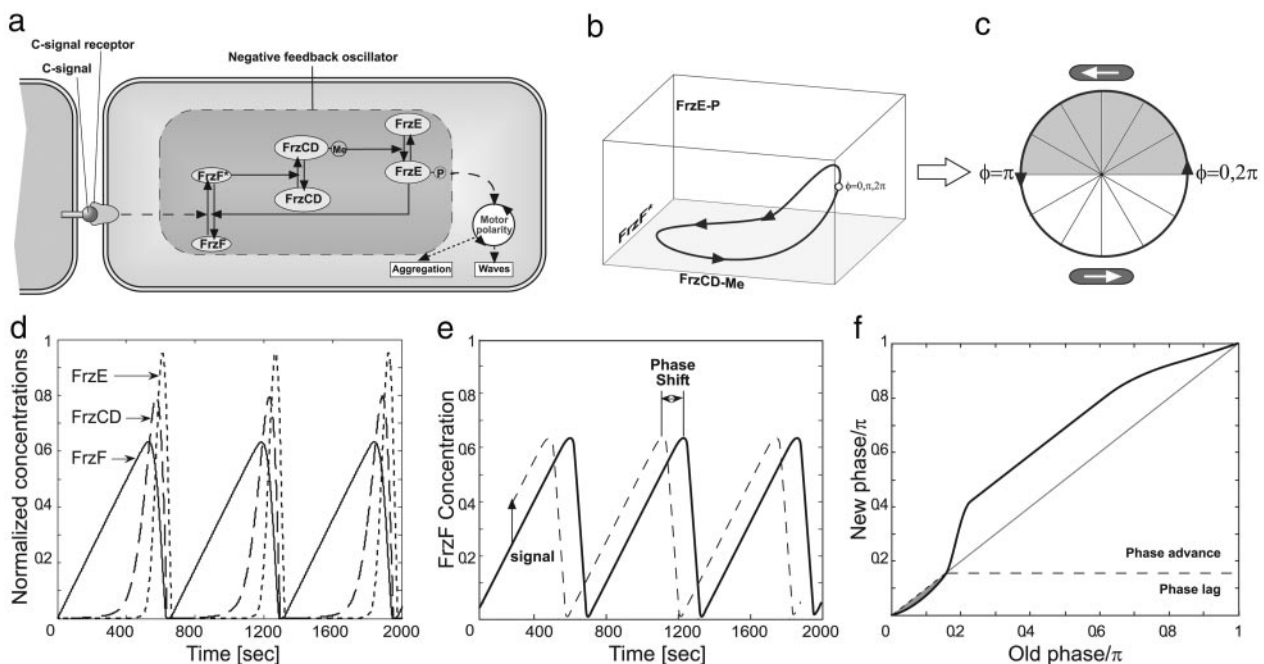 a
C-signal receptor
C-signal
Negative feedback oscillator
FrzE
FrzCD Me
FrzE P
FrzF*
FrzCD
FrzF
Motor
polarity
Aggregation
Waves
b
FrzE-P
ϕ=0,π,2π
FrzF*
FrzCD-Me
c
ϕ=π
ϕ=0,2π
d
Normalized concentrations
1
0.8
0.6
0.4
0.2
FrzE
FrzCD
FrzF
0 400 800 1200 1600 2000
Time [sec]
e
FrzF Concentration
1
0.8
0.6
0.4
0.2
0
Phase
Shift
signal
0 400 800 1200 1600 2000
Time [sec]
f
New phase/π
1
0.8
0.6
0.4
0.2
0
Phase advance
Phase lag
0 0.2 0.4 0.6 0.8 1
Old phase/π